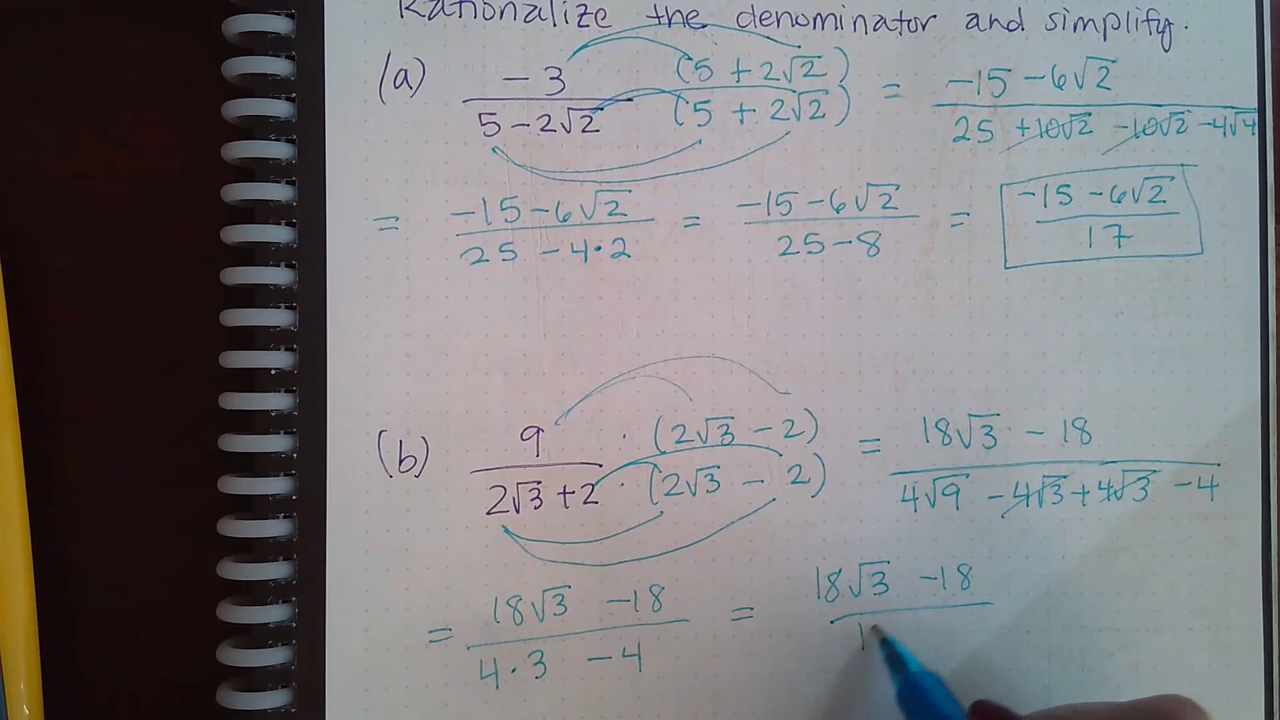 Rationalize the denominator and simplify.
(a) -3/(5 - 2√2) (5 + 2√2)/(5 + 2√2) = (-15 - 6√2)/(25 + 10√2 - 10√2 - 4√4)
= (-15 - 6√2)/(25 - 4·2) = (-15 - 6√2)/(25 - 8) = (-15 - 6√2)/17
(b) 9/(2√3 + 2) · (2√3 - 2)/(2√3 - 2) = (18√3 - 18)/(4√9 - 4√3 + 4√3 - 4)
= (18√3 - 18)/(4·3 - 4) = (18√3 - 18)/1